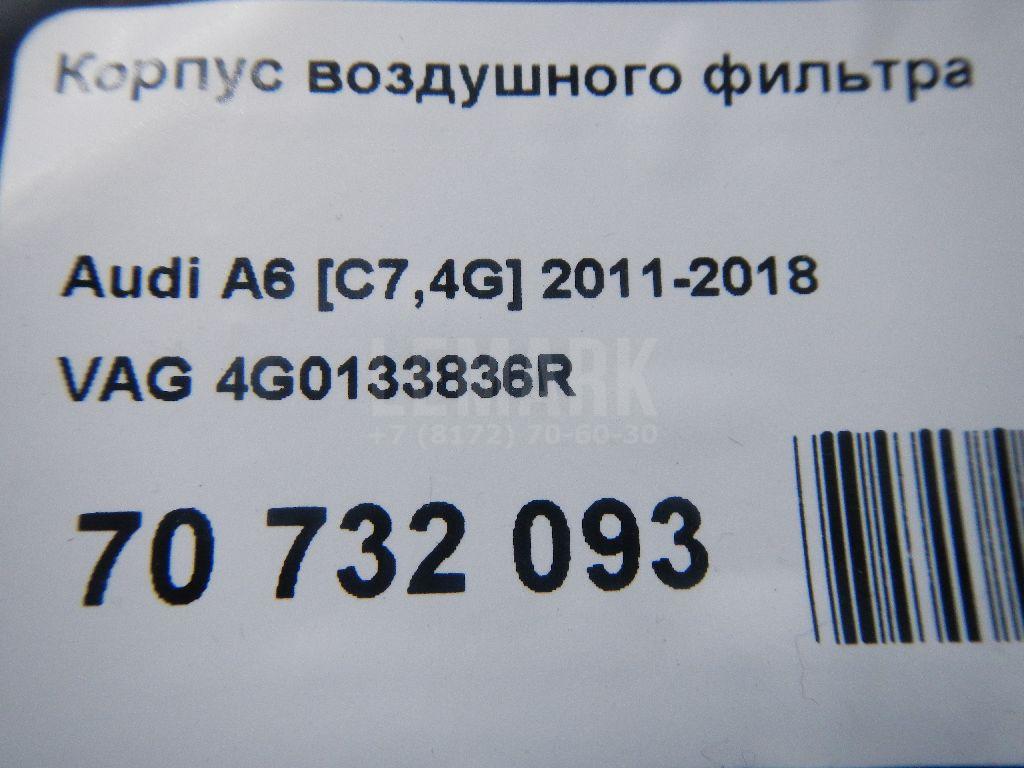 Корпус воздушного фильтра
Audi A6 [C7,4G] 2011-2018
VAG 4G0133836R
LEMARK
+7 (8172) 70-60-30
70 732 093